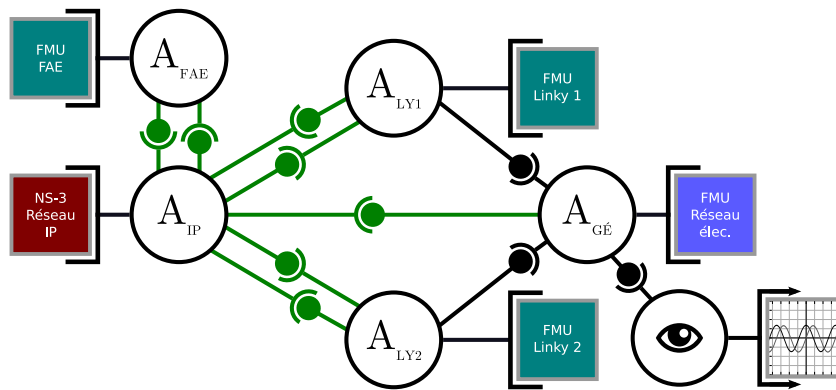 FMU
FAE
A FAE
A LY1
FMU
Linky 1
NS-3
Réseau
IP
A IP
A GÉ
FMU
Réseau
élec.
A LY2
FMU
Linky 2